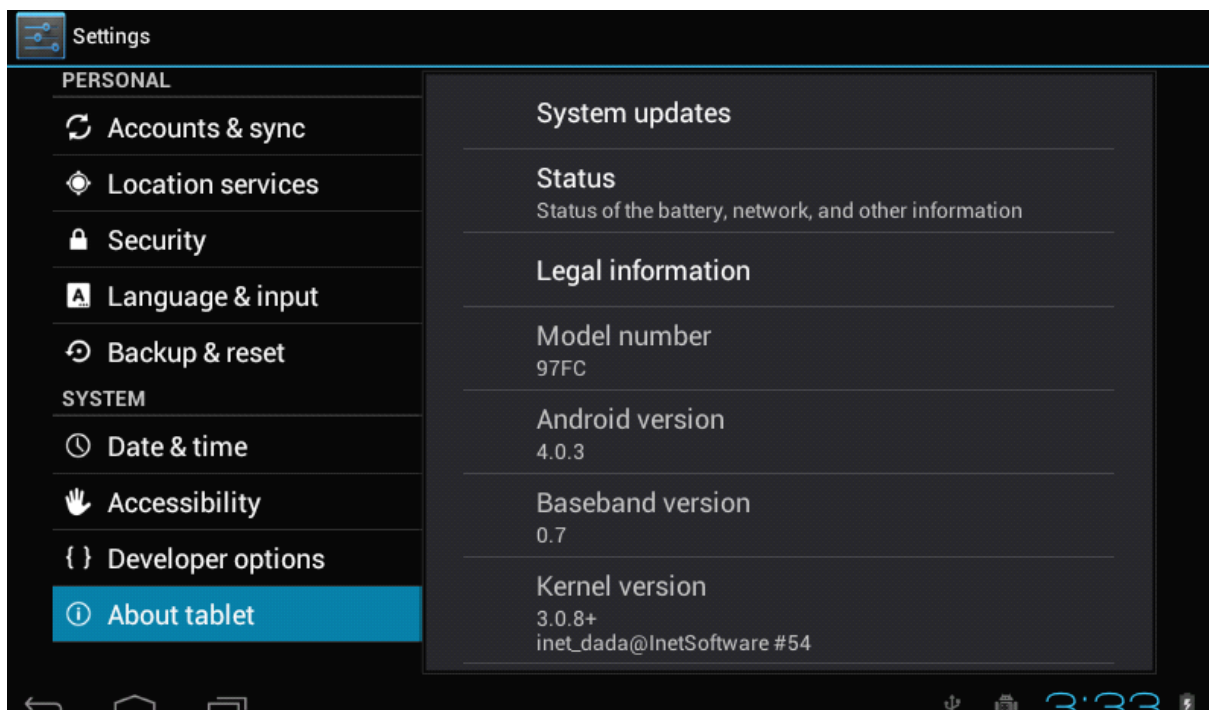 Settings
PERSONAL
Accounts & sync
Location services
Security
Language & input
Backup & reset
SYSTEM
Date & time
Accessibility
{ } Developer options
About tablet
System updates
Status
Status of the battery, network, and other information
Legal information
Model number
97FC
Android version
4.0.3
Baseband version
0.7
Kernel version
3.0.8+
inet_dada@InetSoftware #54
3:33